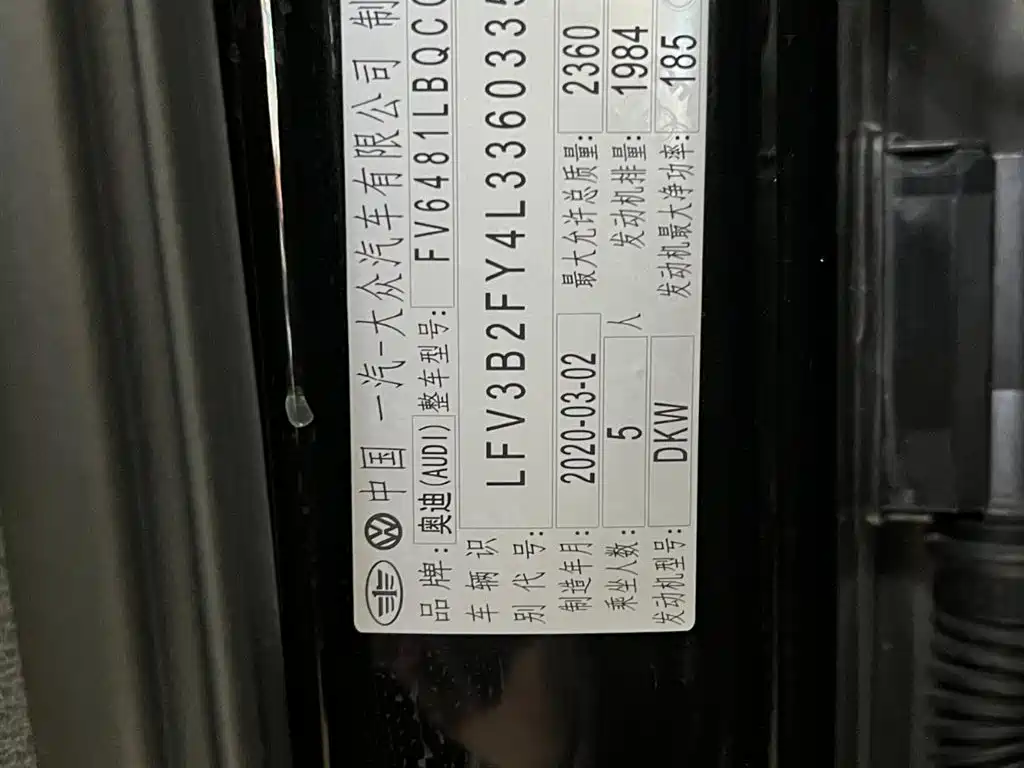 中国 一汽-大众汽车有限公司 制
品牌: 奥迪(AUDI) 整车型号: FV6481LBQC
车辆识别代号: LFV3B2FY4L3360335
制造年月: 2020-03-02 最大允许总质量: 2360
乘坐人数: 5 人 发动机排量: 1984
发动机型号: DKW 发动机最大净功率: 185